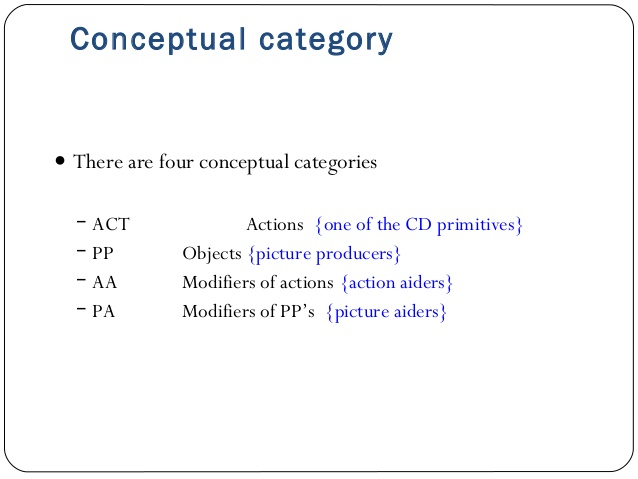 Conceptual category
• There are four conceptual categories
– ACT Actions {one of the CD primitives}
– PP Objects {picture producers}
– AA Modifiers of actions {action aiders}
– PA Modifiers of PP’s {picture aiders}